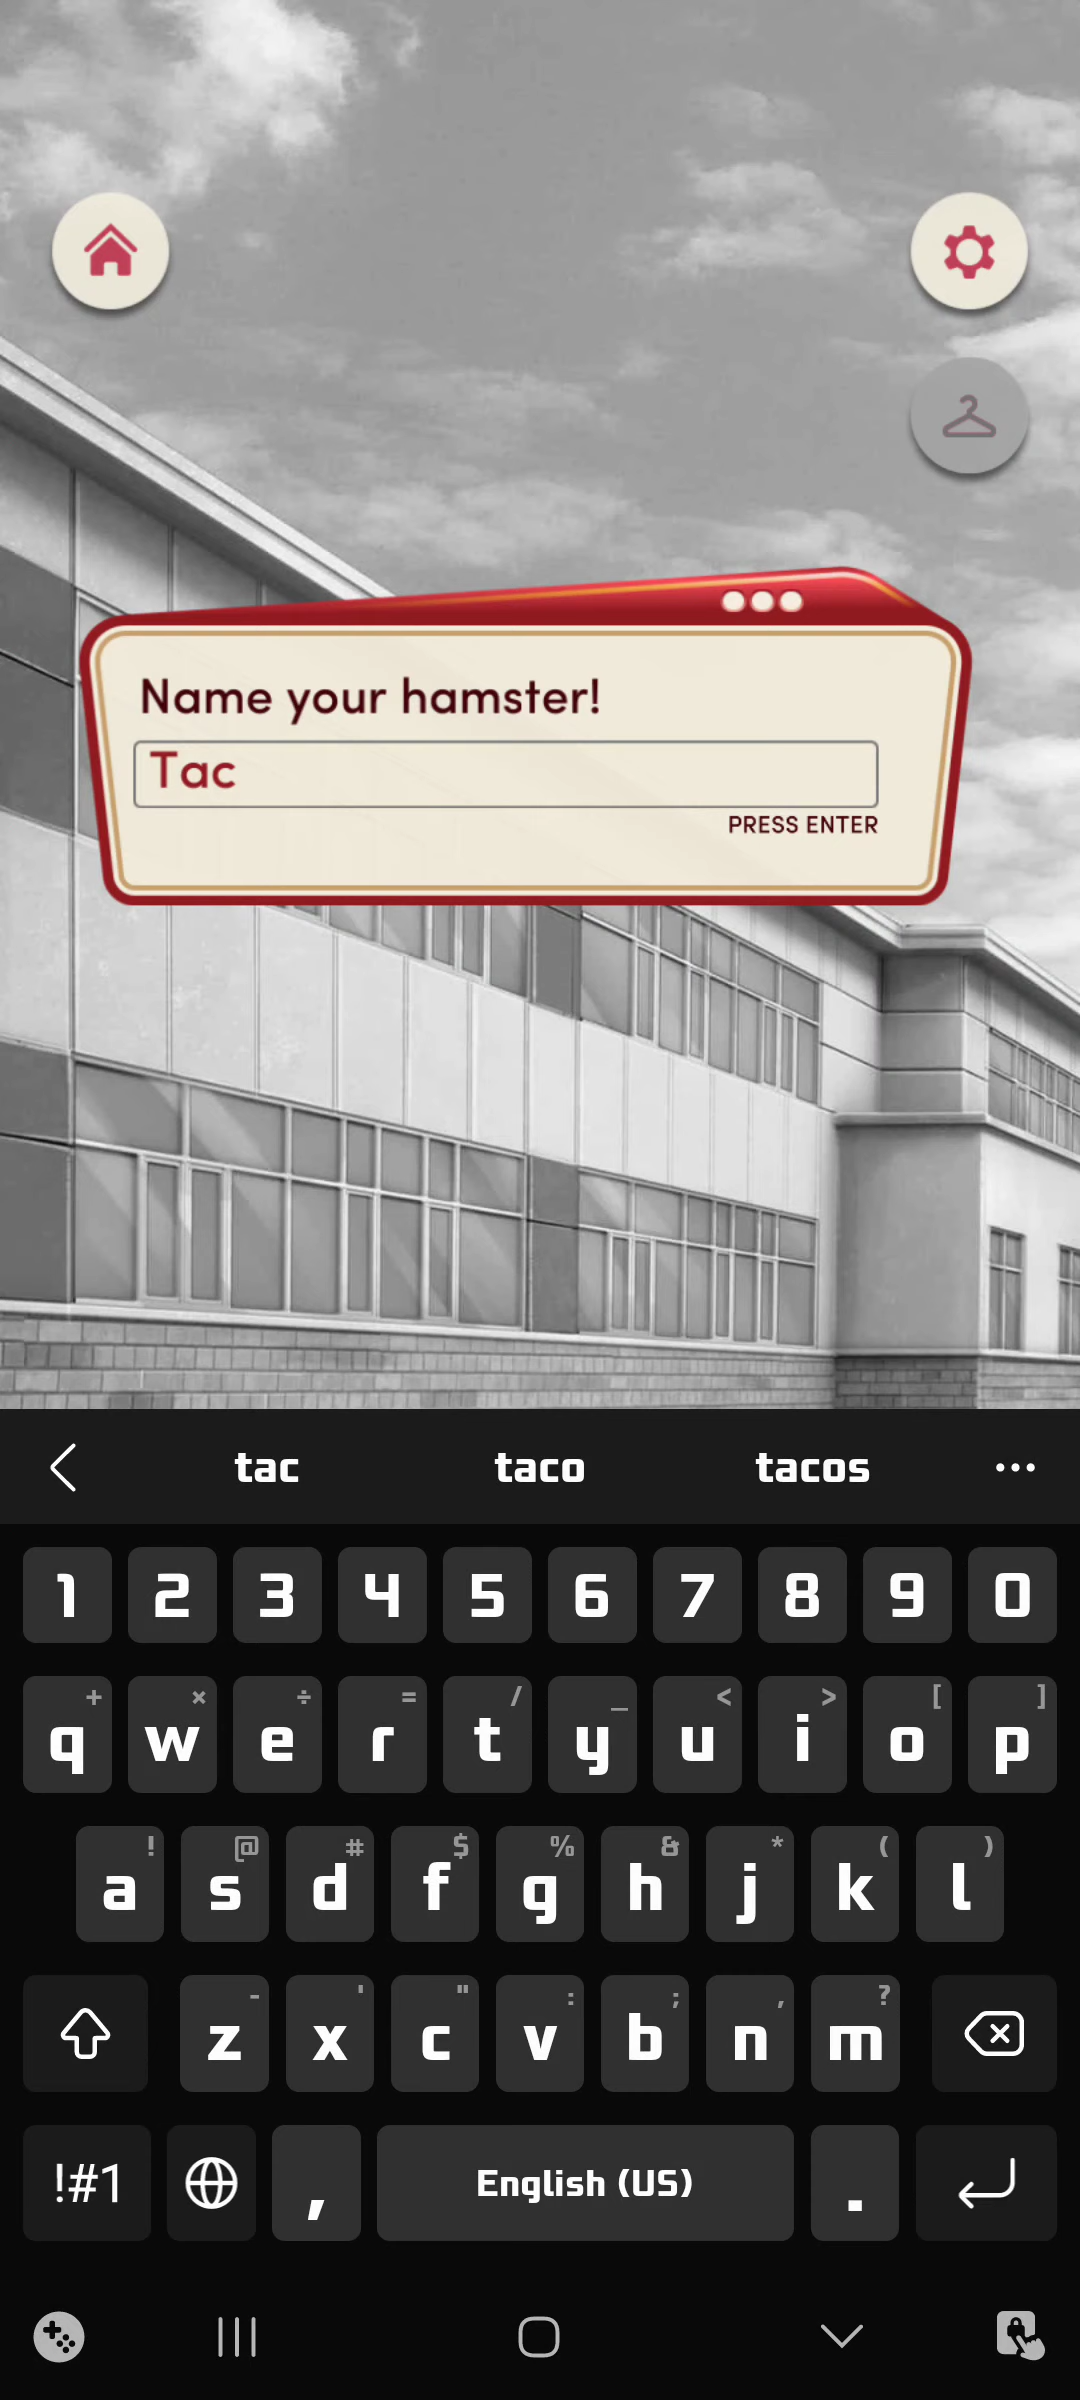 Name your hamster!
Tac
PRESS ENTER
tac taco tacos
1 2 3 4 5 6 7 8 9 0
+ × ÷ = / _ < > [ ]
q w e r t y u i o p
! @ # $ % & * ( )
a s d f g h j k l
- ' " : ; , ?
z x c v b n m
!#1 , English (US) .